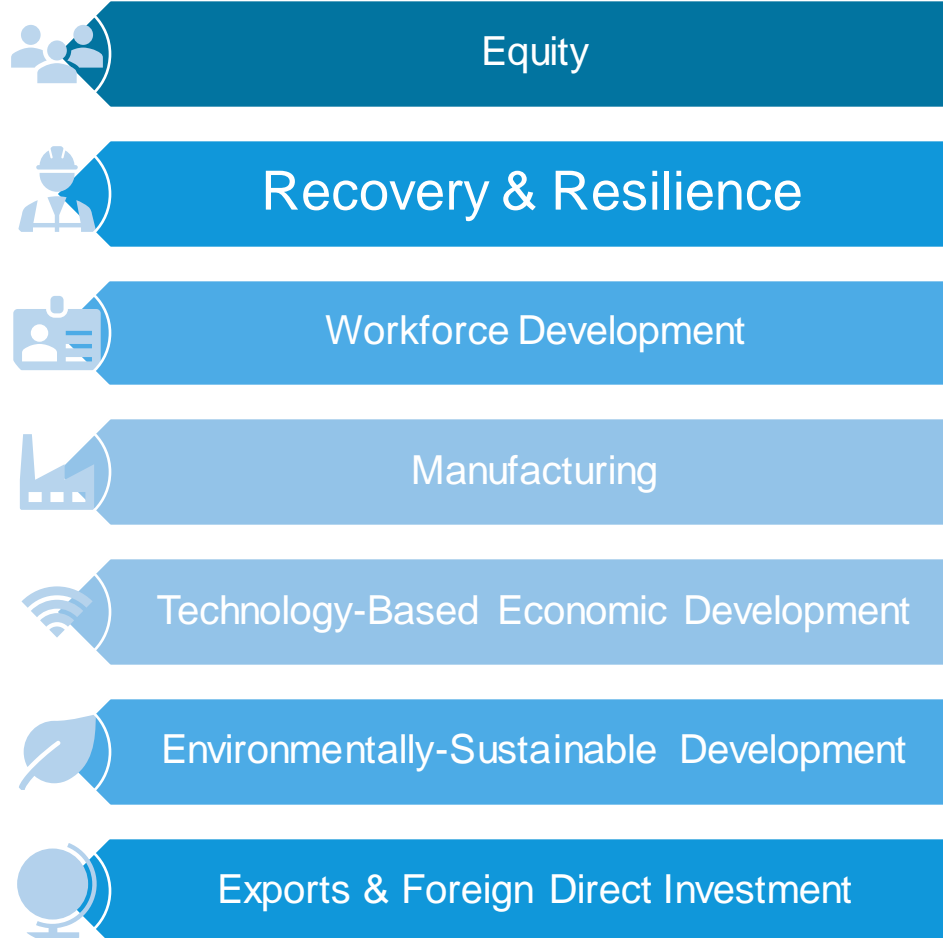 Equity
Recovery & Resilience
Workforce Development
Manufacturing
Technology-Based Economic Development
Environmentally-Sustainable Development
Exports & Foreign Direct Investment